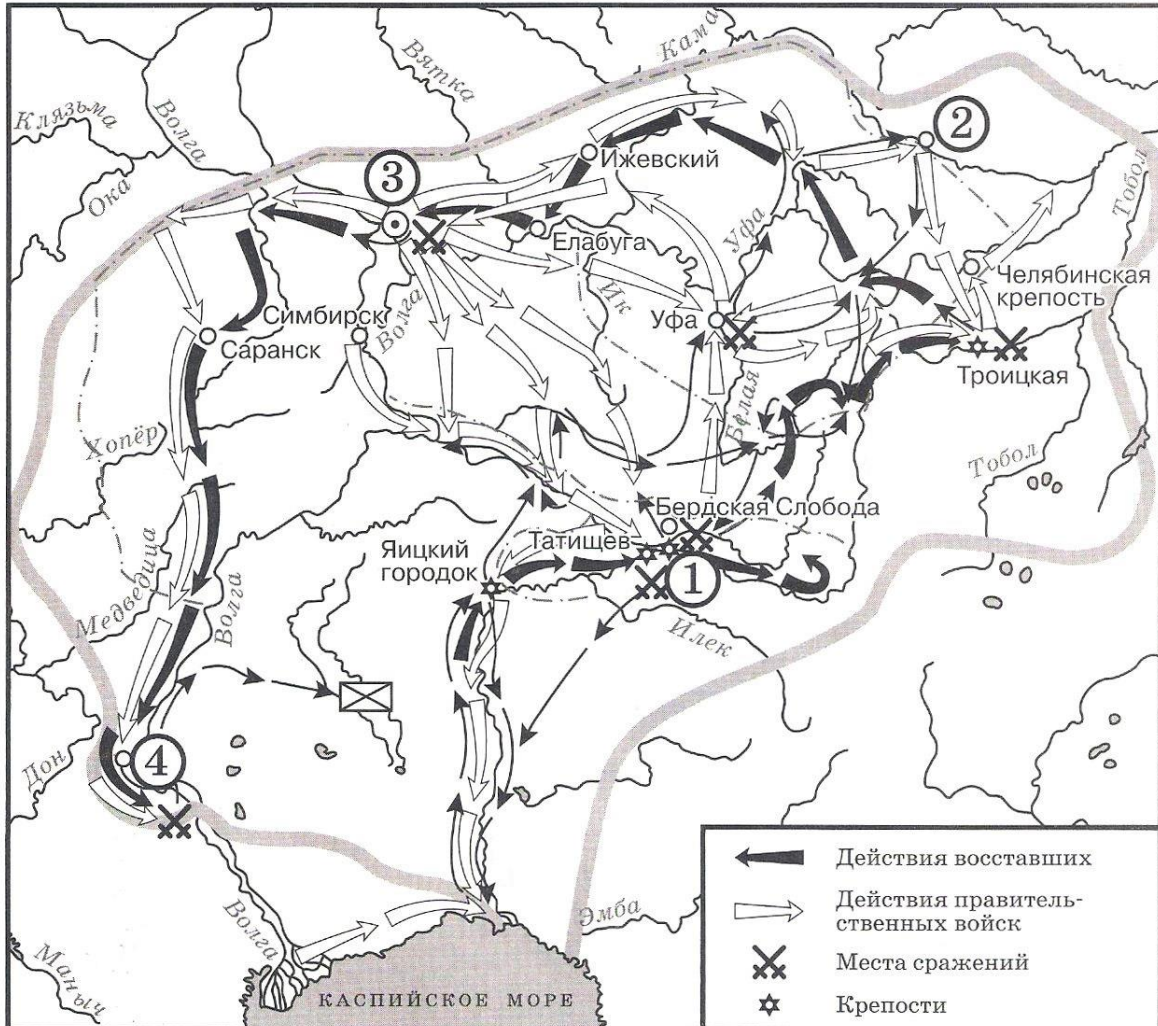 Кама
Вятка
Клязьма
Волга
2
Тобол
3
Ижевский
Ока
Уфа
Елабуга
Челябинская
крепость
Ик
Волга
Симбирск
Уфа
Саранск
Троицкая
Белая
Хопёр
Тобол
Бердская Слобода
Татищев
Яицкий
городок
1
Медведица
Волга
Илек
Дон
4
Действия восставших
Действия правитель-
ственных войск
Эмба
Волга
Места сражений
Маныч
КАСПИЙСКОЕ МОРЕ
Крепости